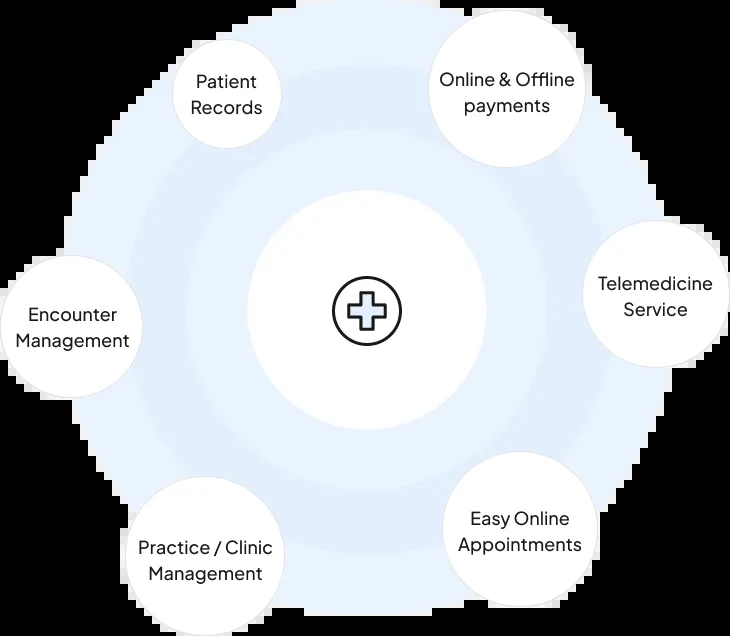 Patient
Records
Online & Offline
payments
Telemedicine
Service
Encounter
Management
Easy Online
Appointments
Practice / Clinic
Management